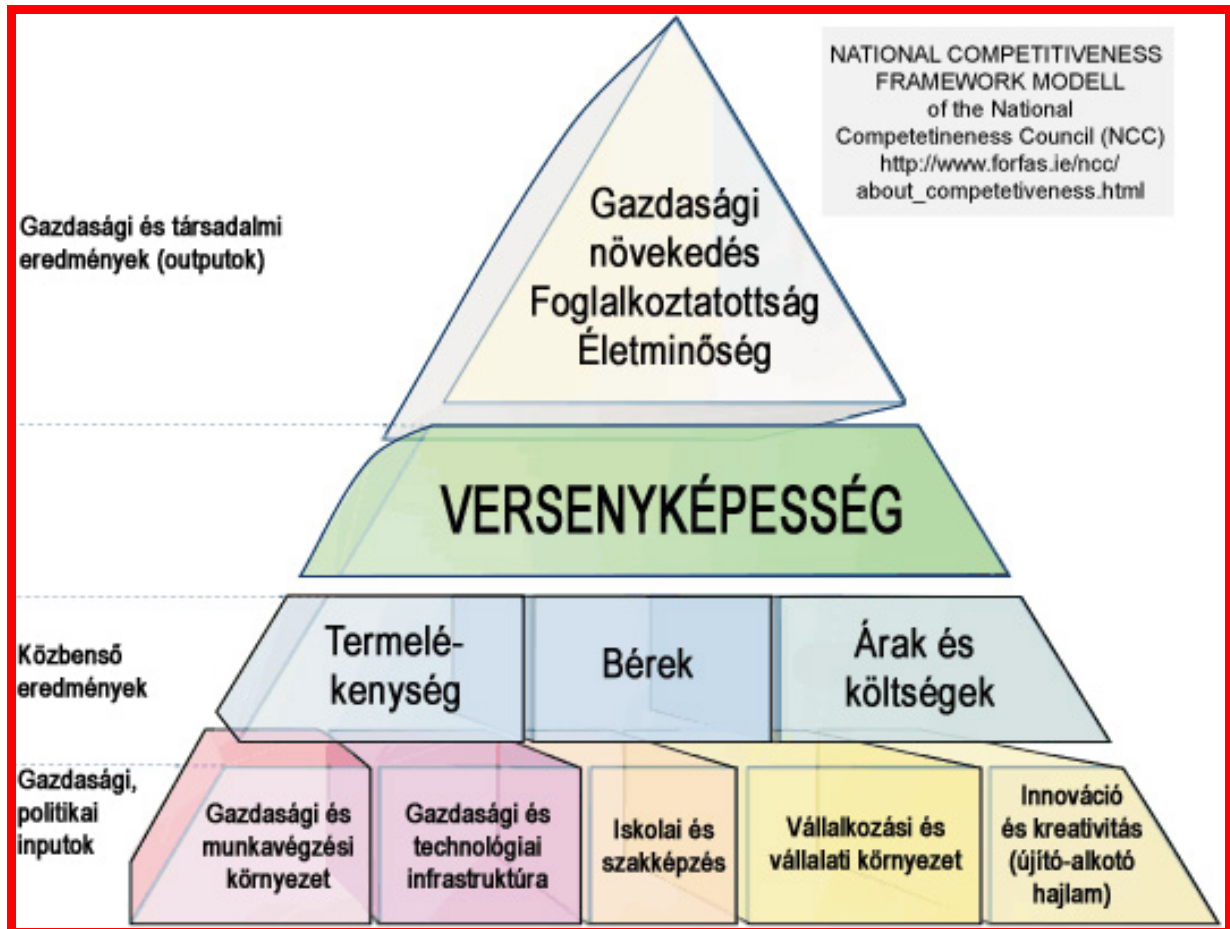 NATIONAL COMPETITIVENESS
FRAMEWORK MODELL
of the National
Competetineness Council (NCC)
http://www.forfas.ie/ncc/
about_competetiveness.html
Gazdasági és társadalmi
eredmények (outputok)
Gazdasági
növekedés
Foglalkoztatottság
Életminőség
VERSENYKÉPESSÉG
Közbenső
eredmények
Termelé-
kenység
Bérek
Árak és
költségek
Gazdasági,
politikai
inputok
Gazdasági és
munkavégzési
környezet
Gazdasági és
technológiai
infrastruktúra
Iskolai és
szakképzés
Vállalkozási és
vállalati környezet
Innováció
és kreativitás
(újító-alkotó
hajlam)